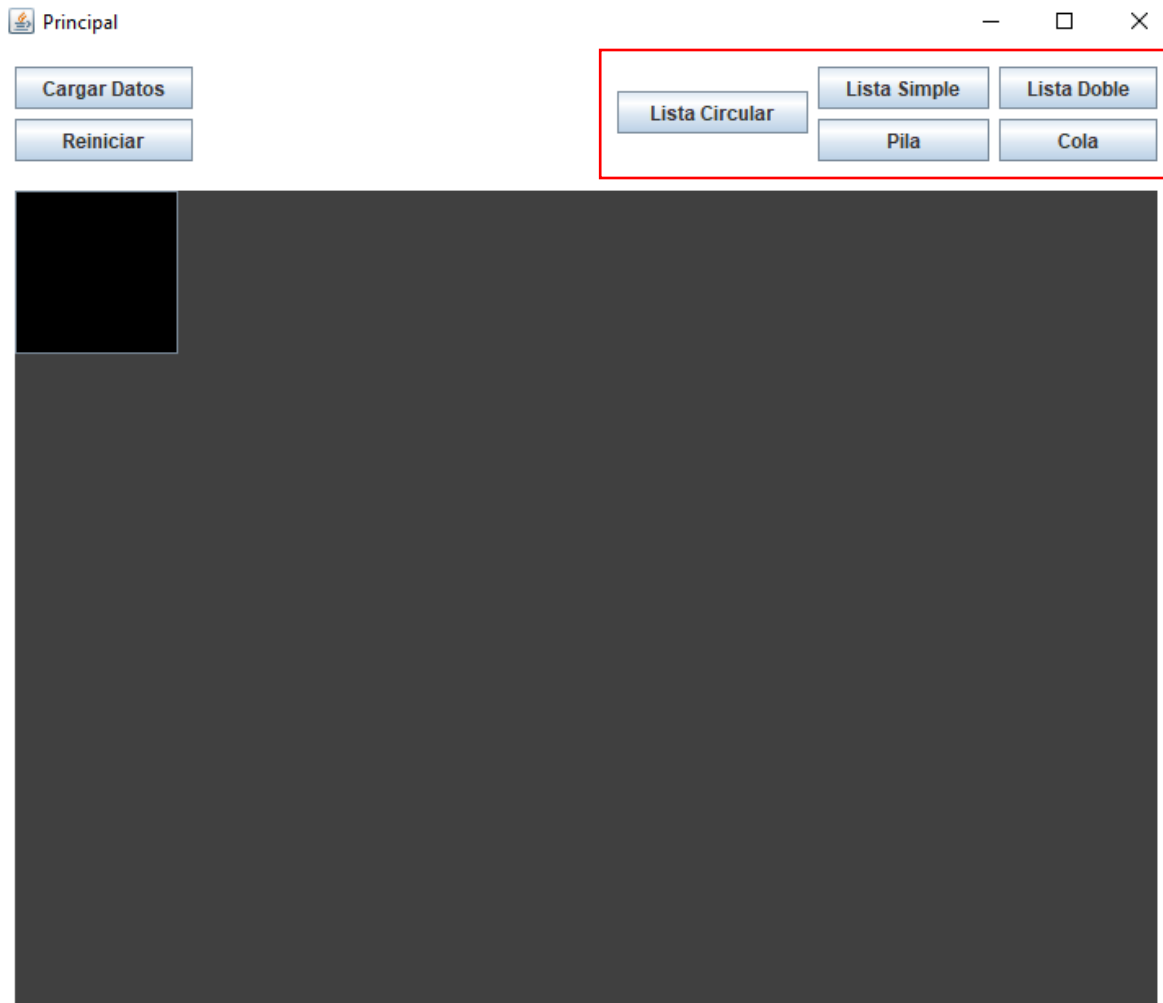 Principal
Cargar Datos
Reiniciar
Lista Circular
Lista Simple
Lista Doble
Pila
Cola